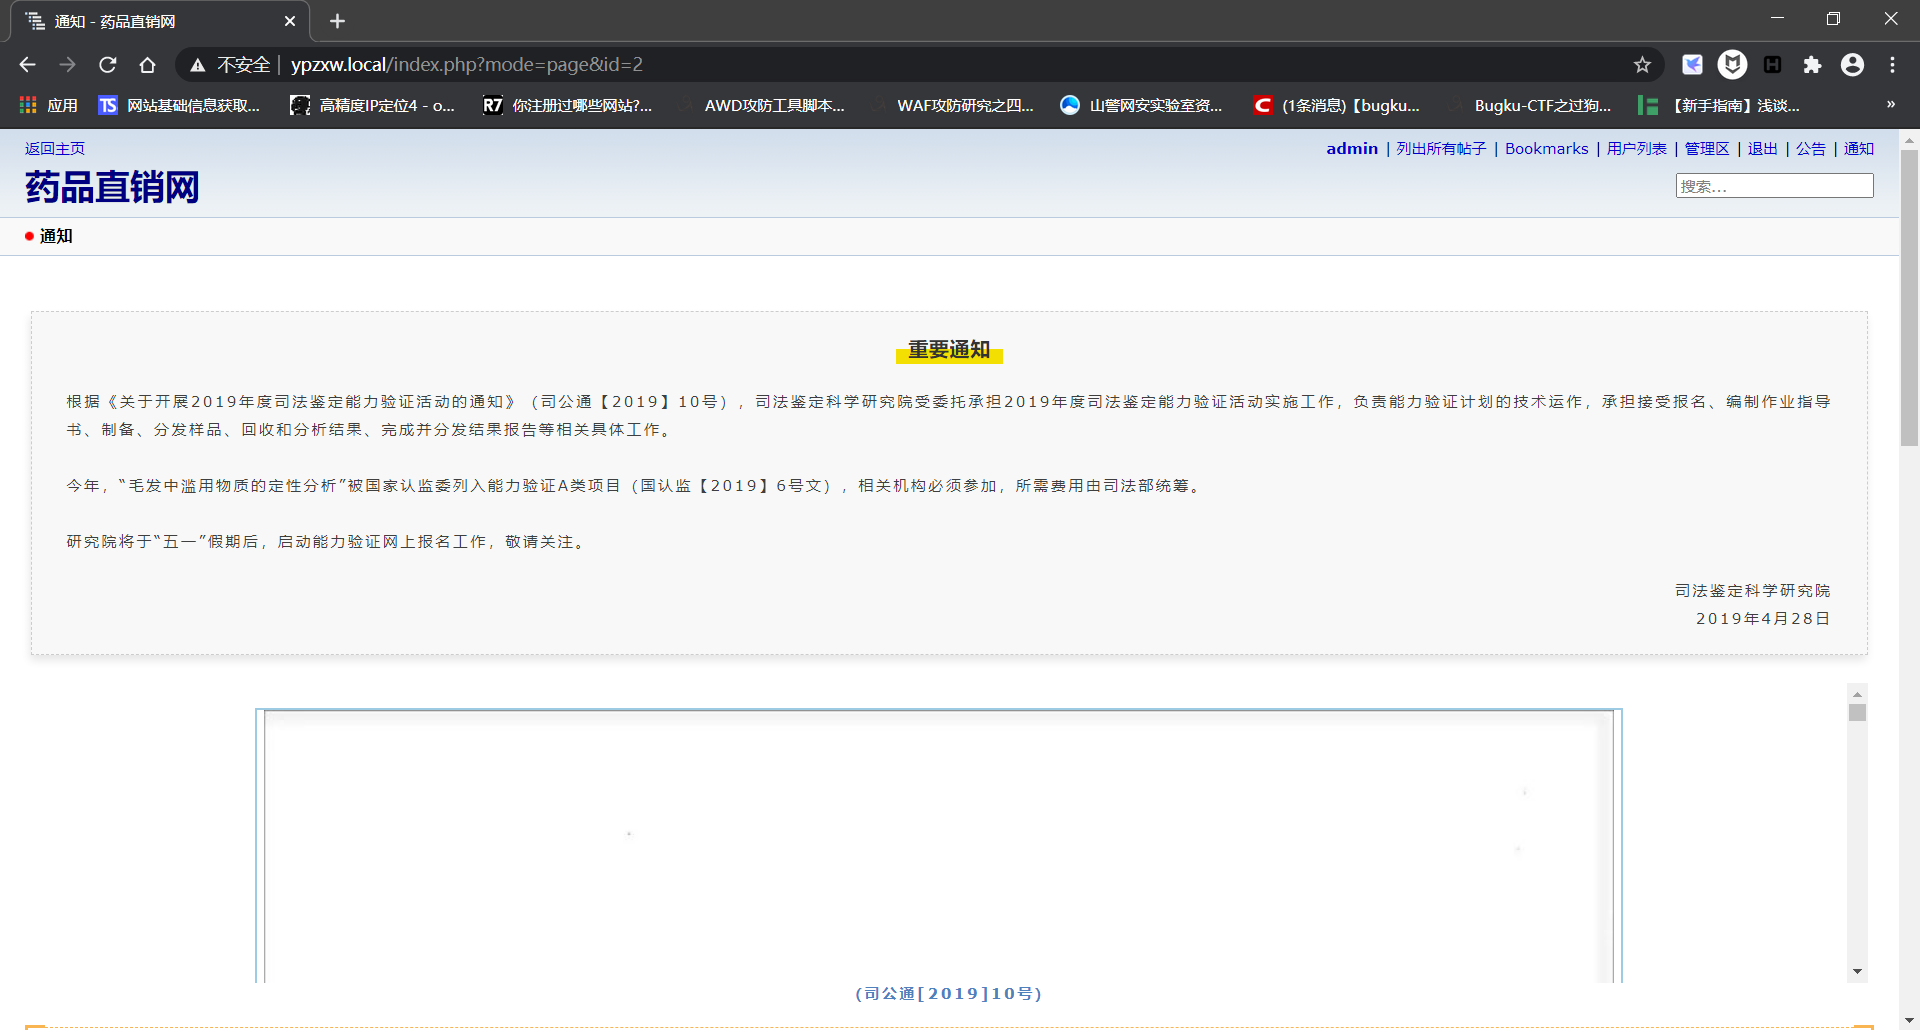 通知 - 药品直销网
不安全 ypzxw.local/index.php?mode=page&id=2
应用 TS 网站基础信息获取... 高精度IP定位4 - o... R7 你注册过哪些网站?... AWD攻防工具脚本... WAF攻防研究之四... 山警网安实验室资... C (1条消息)【bugku... Bugku-CTF之过狗... 【新手指南】浅谈... »
返回主页 admin | 列出所有帖子 | Bookmarks | 用户列表 | 管理区 | 退出 | 公告 | 通知
药品直销网 搜索...
通知
重要通知
根据《关于开展2019年度司法鉴定能力验证活动的通知》（司公通【2019】10号），司法鉴定科学研究院受委托承担2019年度司法鉴定能力验证活动实施工作，负责能力验证计划的技术运作，承担接受报名、编制作业指导
书、制备、分发样品、回收和分析结果、完成并分发结果报告等相关具体工作。
今年，“毛发中滥用物质的定性分析”被国家认监委列入能力验证A类项目（国认监【2019】6号文），相关机构必须参加，所需费用由司法部统筹。
研究院将于“五一”假期后，启动能力验证网上报名工作，敬请关注。
司法鉴定科学研究院
2019年4月28日
(司公通[2019]10号)